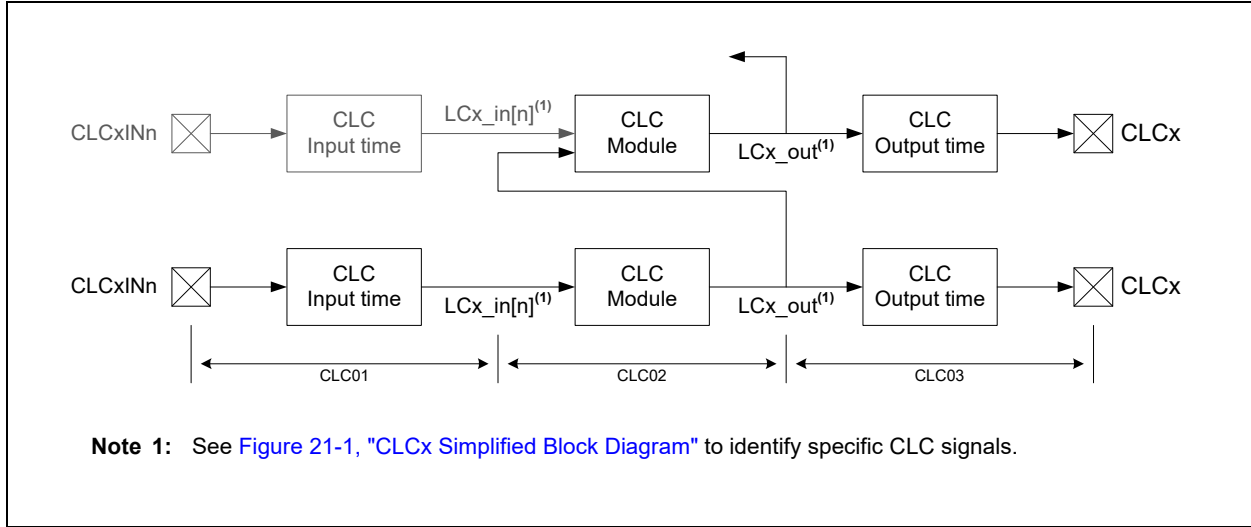 CLCxINn
CLC
Input time
LCx_in[n](1)
CLC
Module
LCx_out(1)
CLC
Output time
CLCx
CLCxINn
CLC
Input time
LCx_in[n](1)
CLC
Module
LCx_out(1)
CLC
Output time
CLCx
CLC01
CLC02
CLC03
Note 1: See Figure 21-1, "CLCx Simplified Block Diagram" to identify specific CLC signals.